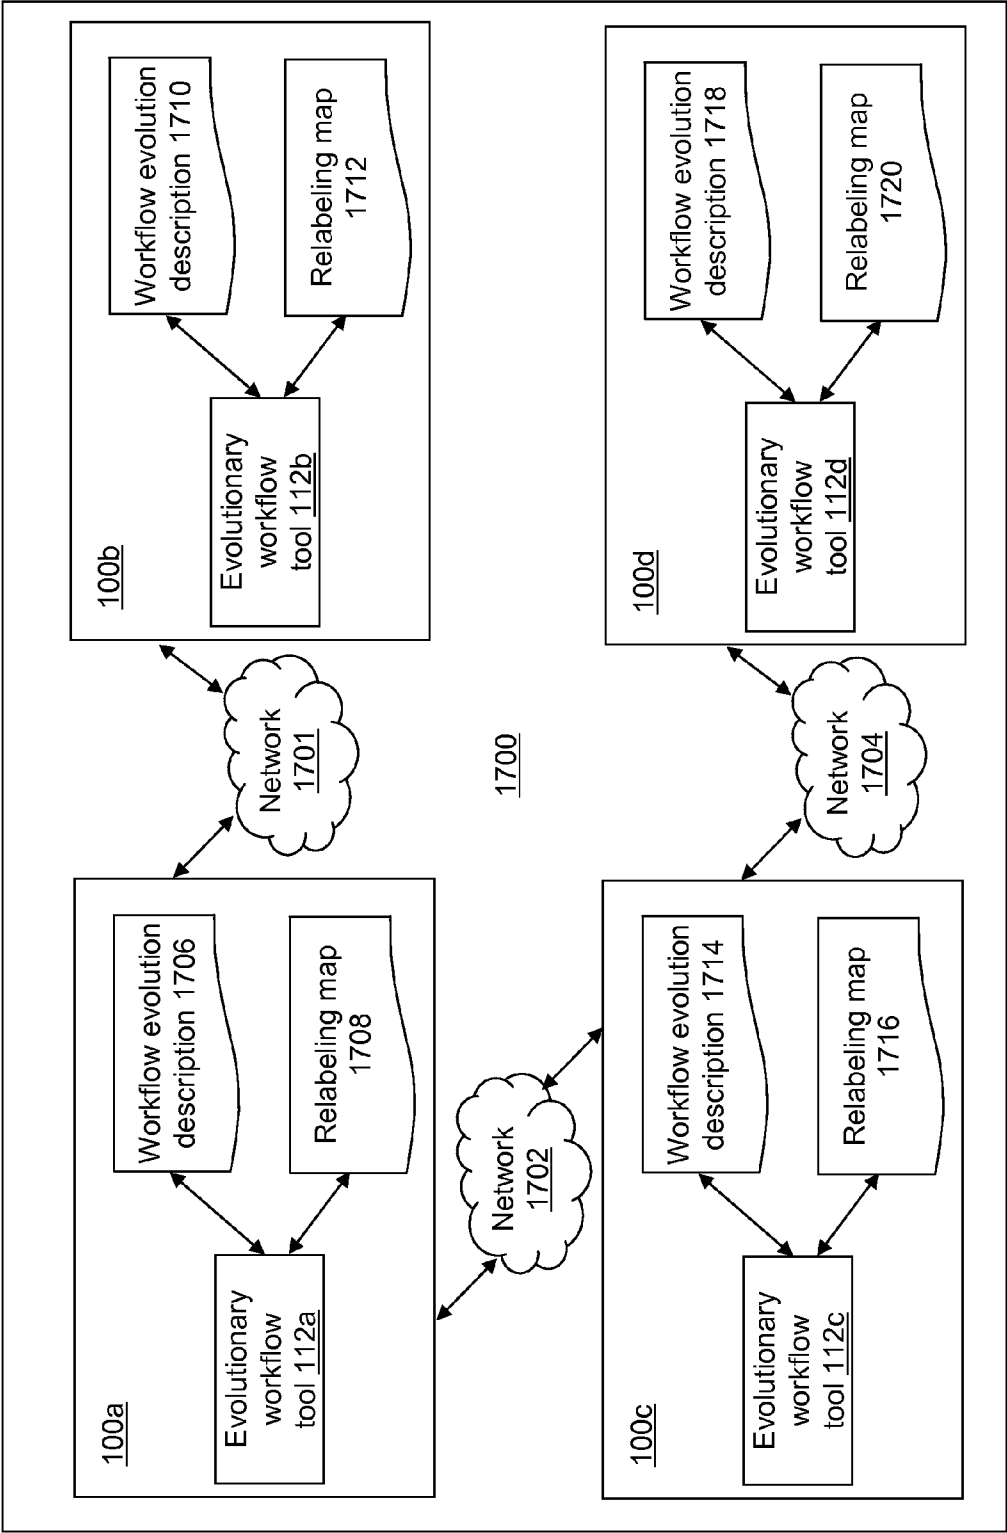 100a
Evolutionary
workflow
tool 112a
Workflow evolution
description 1706
Relabeling map
1708
Network
1701
100b
Evolutionary
workflow
tool 112b
Workflow evolution
description 1710
Relabeling map
1712
Network
1702
1700
100c
Evolutionary
workflow
tool 112c
Workflow evolution
description 1714
Relabeling map
1716
Network
1704
100d
Evolutionary
workflow
tool 112d
Workflow evolution
description 1718
Relabeling map
1720